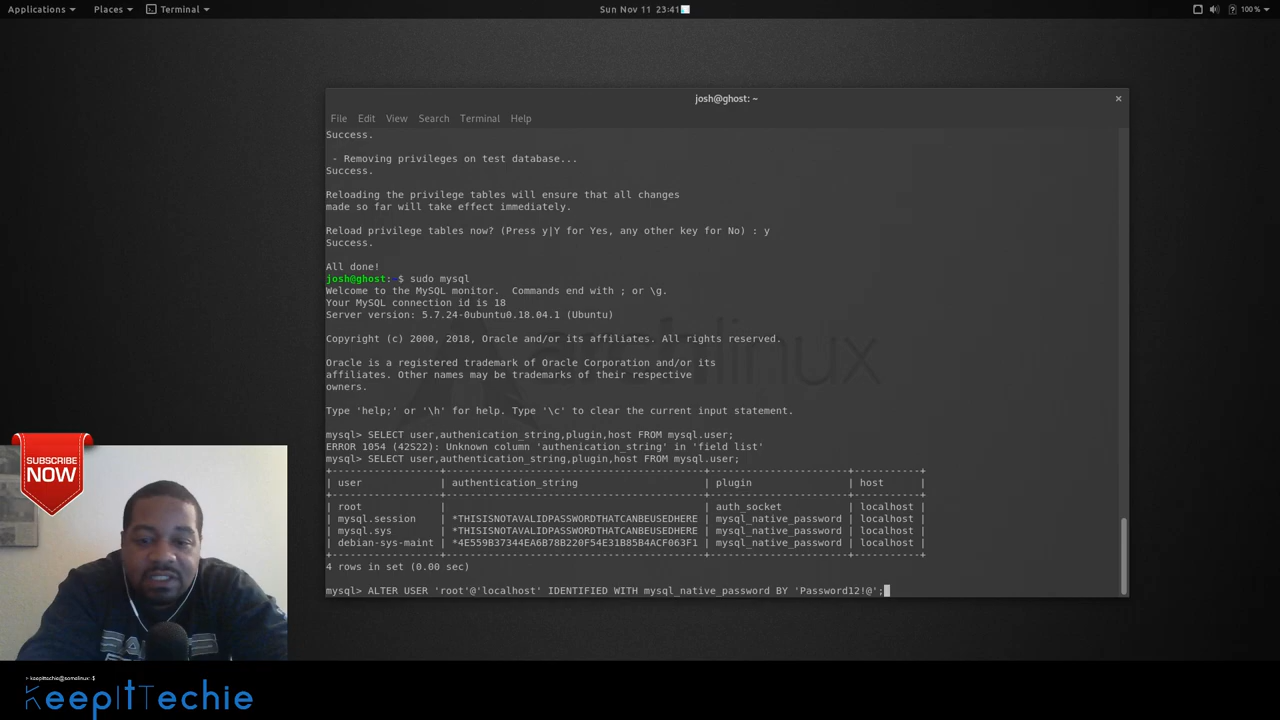 Applications Places Terminal Sun Nov 11 23:41 100%
josh@ghost: ~
File Edit View Search Terminal Help
Success.
- Removing privileges on test database...
Success.
Reloading the privilege tables will ensure that all changes
made so far will take effect immediately.
Reload privilege tables now? (Press y|Y for Yes, any other key for No) : y
Success.
All done!
josh@ghost:~$ sudo mysql
Welcome to the MySQL monitor.  Commands end with ; or \g.
Your MySQL connection id is 18
Server version: 5.7.24-0ubuntu0.18.04.1 (Ubuntu)
Copyright (c) 2000, 2018, Oracle and/or its affiliates. All rights reserved.
Oracle is a registered trademark of Oracle Corporation and/or its
affiliates. Other names may be trademarks of their respective
owners.
Type 'help;' or '\h' for help. Type '\c' to clear the current input statement.
mysql> SELECT user,authenication_string,plugin,host FROM mysql.user;
ERROR 1054 (42S22): Unknown column 'authenication_string' in 'field list'
mysql> SELECT user,authentication_string,plugin,host FROM mysql.user;
| user | authentication_string | plugin | host |
| root | | auth_socket | localhost |
| mysql.session | *THISISNOTAVALIDPASSWORDTHATCANBEUSEDHERE | mysql_native_password | localhost |
| mysql.sys | *THISISNOTAVALIDPASSWORDTHATCANBEUSEDHERE | mysql_native_password | localhost |
| debian-sys-maint | *4E559B37344EA6B78B220F54E31B85B4ACF063F1 | mysql_native_password | localhost |
4 rows in set (0.00 sec)
mysql> ALTER USER 'root'@'localhost' IDENTIFIED WITH mysql_native_password BY 'Password12!@';
SUBSCRIBE
NOW
> keepittechie@somelinux:-$
KeepItTechie